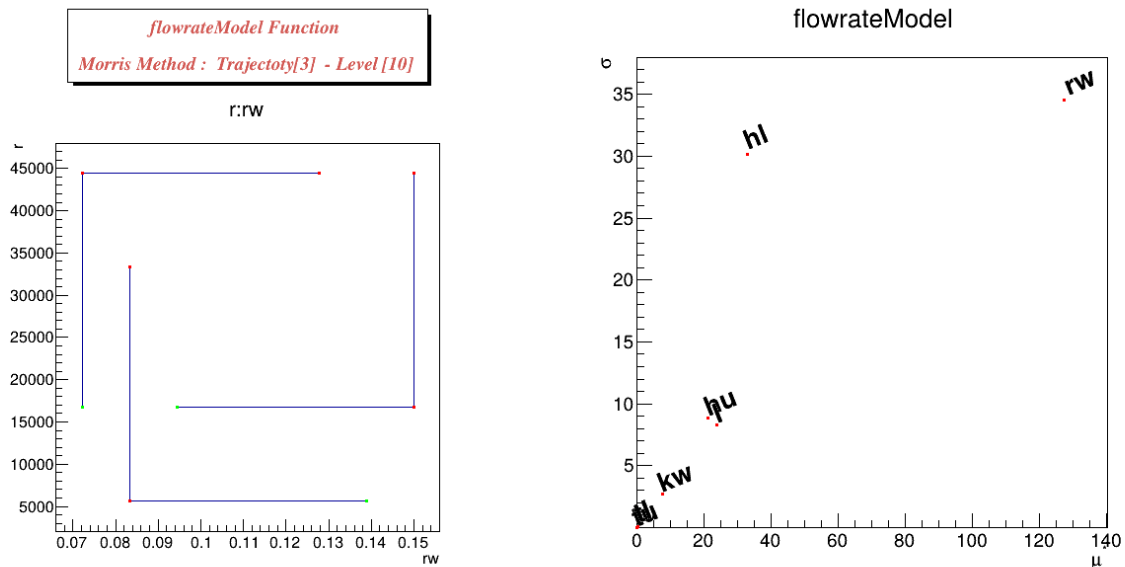 flowrateModel Function
Morris Method : Trajectoty[3] - Level [10]
r:rw
r
45000
40000
35000
30000
25000
20000
15000
10000
5000
0.07 0.08 0.09 0.1 0.11 0.12 0.13 0.14 0.15
rw
flowrateModel
σ
35
30
25
20
15
10
5
rw
hl
hu
kw
0 20 40 60 80 100 120 140
μ